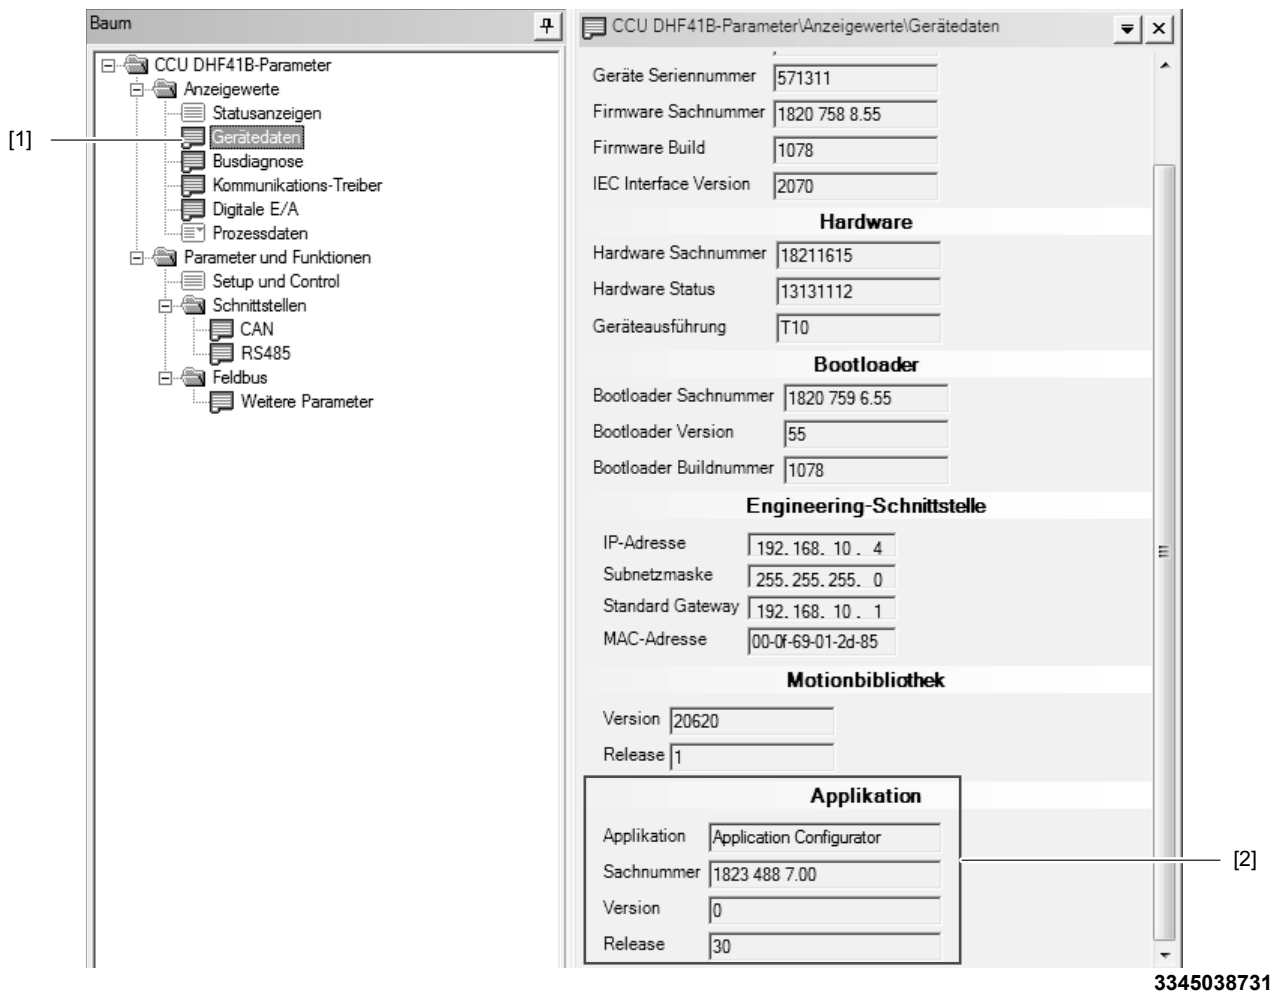 Baum
CCU DHF41B-Parameter
Anzeigewerte
Statusanzeigen
[1]
Gerätedaten
Busdiagnose
Kommunikations-Treiber
Digitale E/A
Prozessdaten
Parameter und Funktionen
Setup und Control
Schnittstellen
CAN
RS485
Feldbus
Weitere Parameter
CCU DHF41B-Parameter\Anzeigewerte\Gerätedaten
Geräte Seriennummer 571311
Firmware Sachnummer 1820 758 8.55
Firmware Build 1078
IEC Interface Version 2070
Hardware
Hardware Sachnummer 18211615
Hardware Status 13131112
Geräteausführung T10
Bootloader
Bootloader Sachnummer 1820 759 6.55
Bootloader Version 55
Bootloader Buildnummer 1078
Engineering-Schnittstelle
IP-Adresse 192. 168. 10 . 4
Subnetzmaske 255. 255. 255. 0
Standard Gateway 192. 168. 10 . 1
MAC-Adresse 00-0f-69-01-2d-85
Motionbibliothek
Version 20620
Release 1
Applikation
Applikation Application Configurator
[2]
Sachnummer 1823 488 7.00
Version 0
Release 30
3345038731